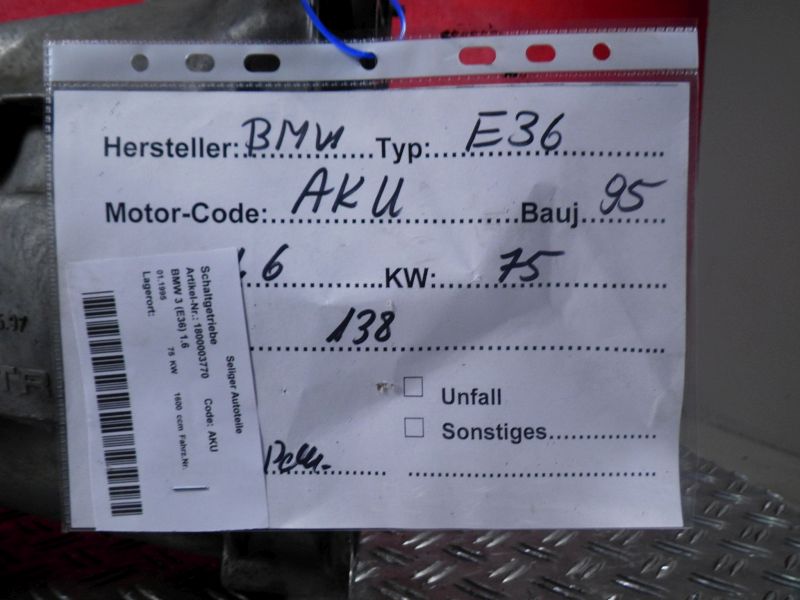 Hersteller: BMW Typ: E36
Motor-Code: AKU Bauj. 95
1.6 KW: 75
138
Unfall
Sonstiges
Seliger Autoteile
Schaltgetriebe
Artikel-Nr.: 1800003770 Code: AKU
BMW 3 (E36) 1,6
01.1995 75 KW 1600 ccm Fahrz.Nr.
Lagerort: